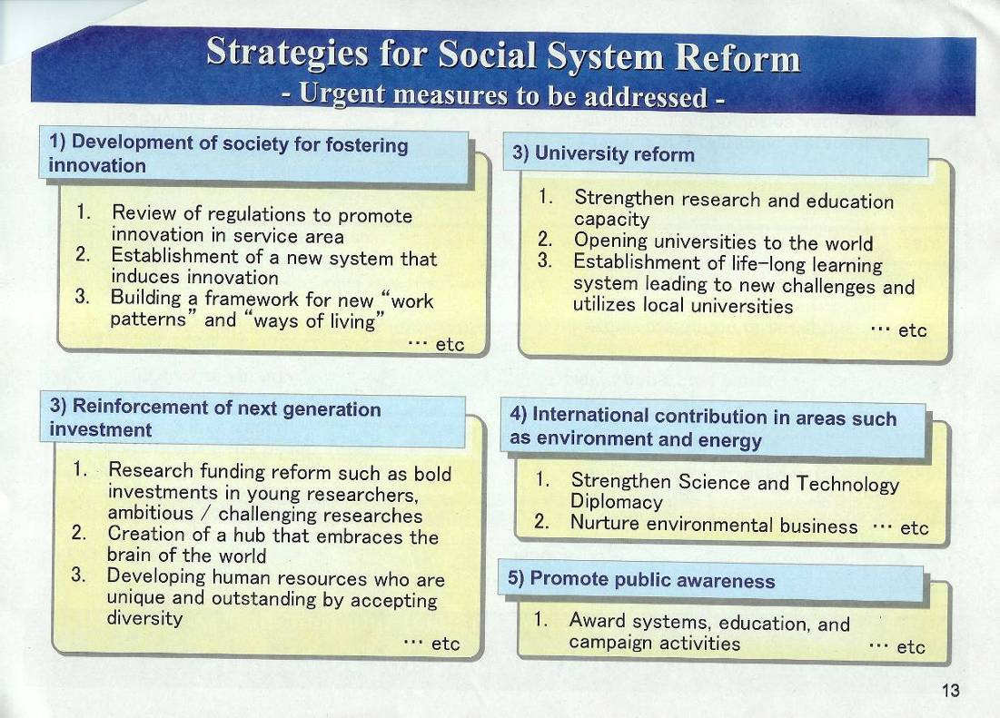 Strategies for Social System Reform
- Urgent measures to be addressed -
1) Development of society for fostering
innovation
1. Review of regulations to promote
innovation in service area
2. Establishment of a new system that
induces innovation
3. Building a framework for new “work
patterns” and “ways of living”
··· etc
3) University reform
1. Strengthen research and education
capacity
2. Opening universities to the world
3. Establishment of life-long learning
system leading to new challenges and
utilizes local universities
··· etc
3) Reinforcement of next generation
investment
1. Research funding reform such as bold
investments in young researchers,
ambitious / challenging researches
2. Creation of a hub that embraces the
brain of the world
3. Developing human resources who are
unique and outstanding by accepting
diversity
··· etc
4) International contribution in areas such
as environment and energy
1. Strengthen Science and Technology
Diplomacy
2. Nurture environmental business ··· etc
5) Promote public awareness
1. Award systems, education, and
campaign activities
··· etc
13